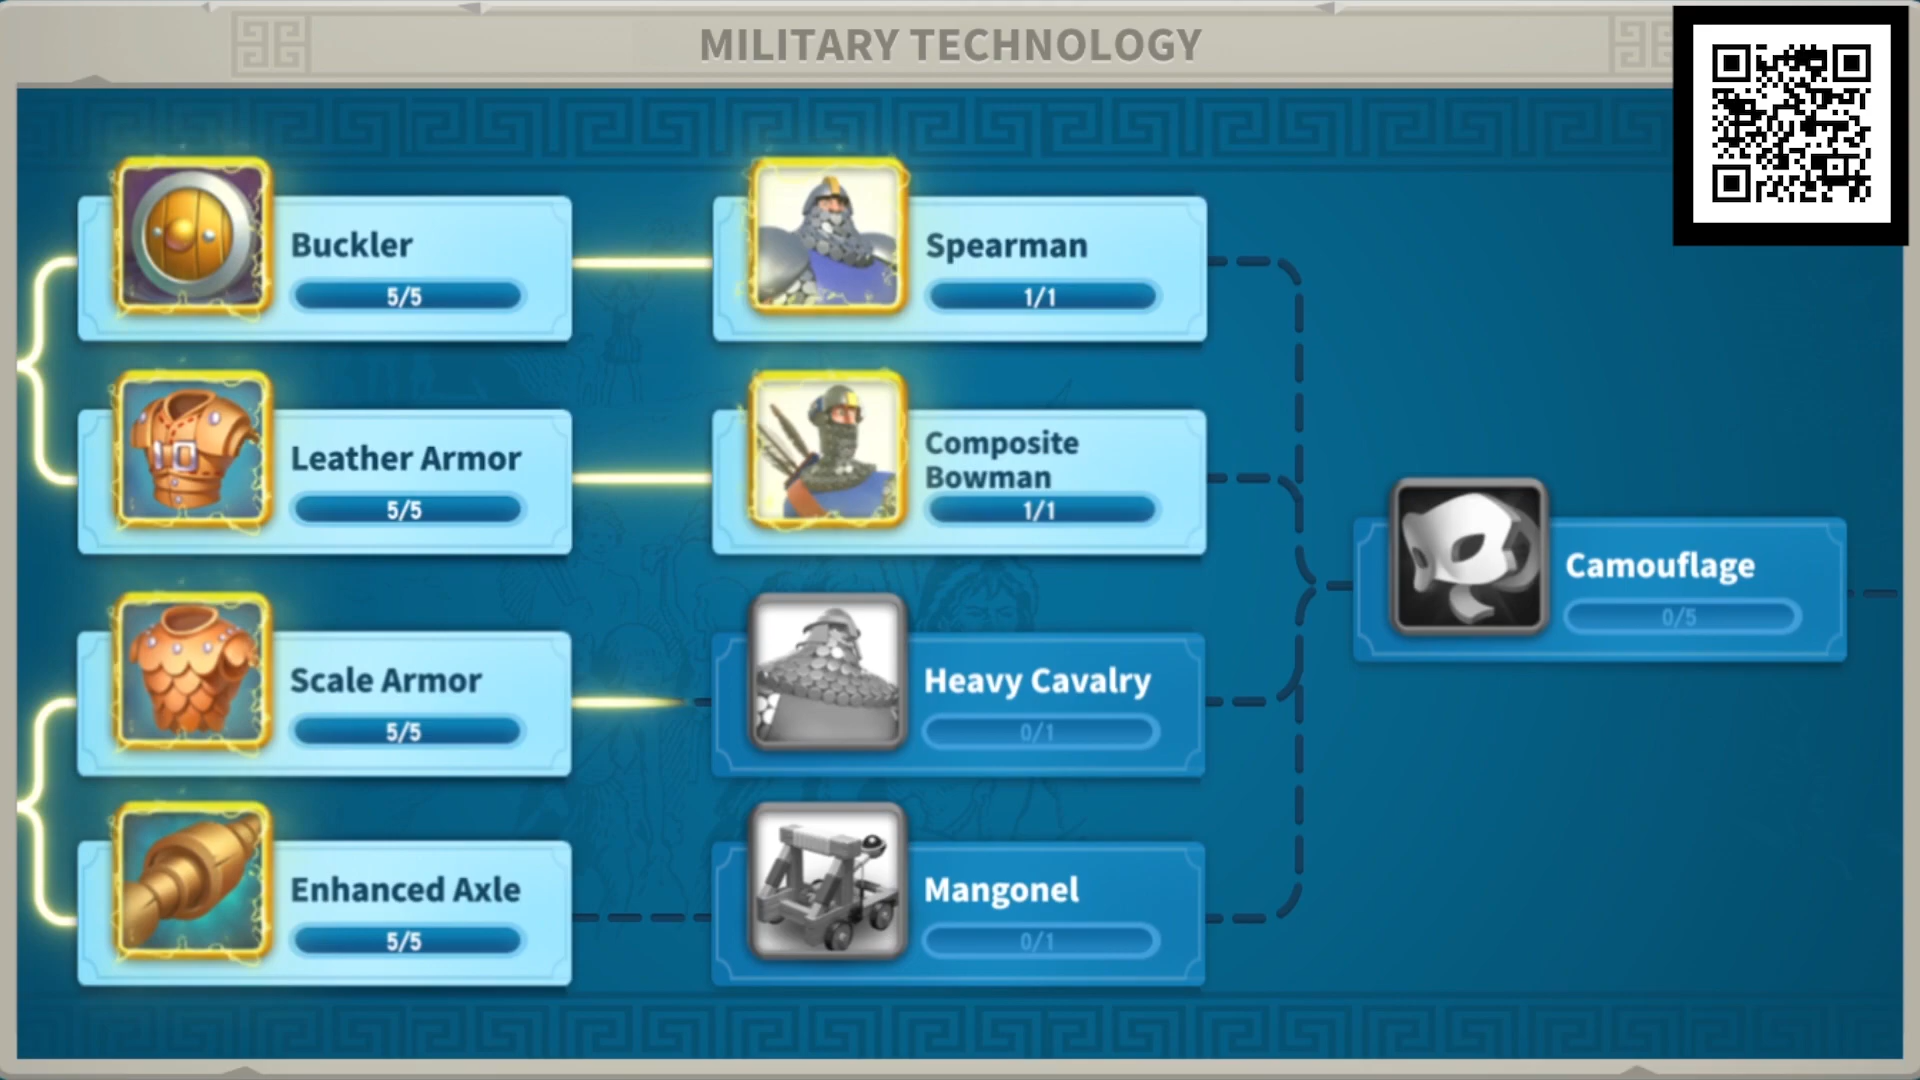 MILITARY TECHNOLOGY
Buckler
5/5
Spearman
1/1
Leather Armor
5/5
Composite
Bowman
1/1
Camouflage
0/5
Scale Armor
5/5
Heavy Cavalry
0/1
Enhanced Axle
5/5
Mangonel
0/1